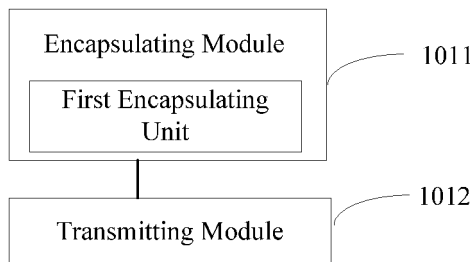 Encapsulating Module
1011
First Encapsulating
Unit
1012
Transmitting Module